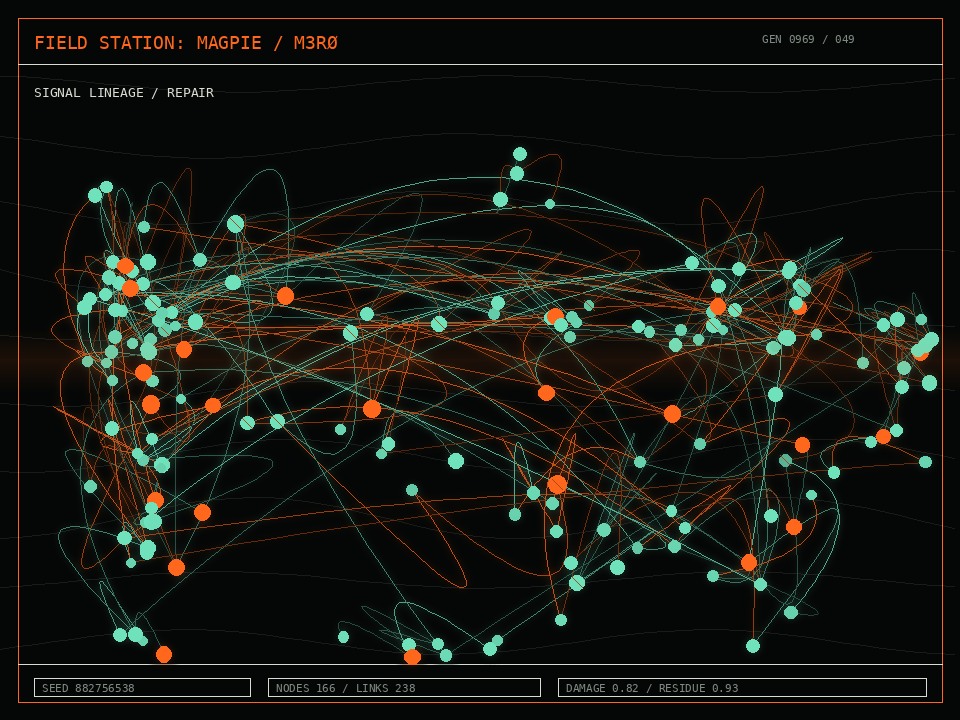 FIELD STATION: MAGPIE / M3RØ
GEN 0969 / 049
SIGNAL LINEAGE / REPAIR
SEED 882756538
NODES 166 / LINKS 238
DAMAGE 0.82 / RESIDUE 0.93